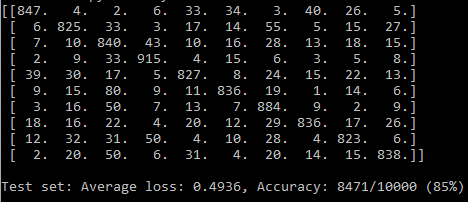 [[847. 4. 2. 6. 33. 34. 3. 40. 26. 5.]
[ 6. 825. 33. 3. 17. 14. 55. 5. 15. 27.]
[ 7. 10. 840. 43. 10. 16. 28. 13. 18. 15.]
[ 2. 9. 33. 915. 4. 15. 6. 3. 5. 8.]
[ 39. 30. 17. 5. 827. 8. 24. 15. 22. 13.]
[ 9. 15. 80. 9. 11. 836. 19. 1. 14. 6.]
[ 3. 16. 50. 7. 13. 7. 884. 9. 2. 9.]
[ 18. 16. 22. 4. 20. 12. 29. 836. 17. 26.]
[ 12. 32. 31. 50. 4. 10. 28. 4. 823. 6.]
[ 2. 20. 50. 6. 31. 4. 20. 14. 15. 838.]]
Test set: Average loss: 0.4936, Accuracy: 8471/10000 (85%)